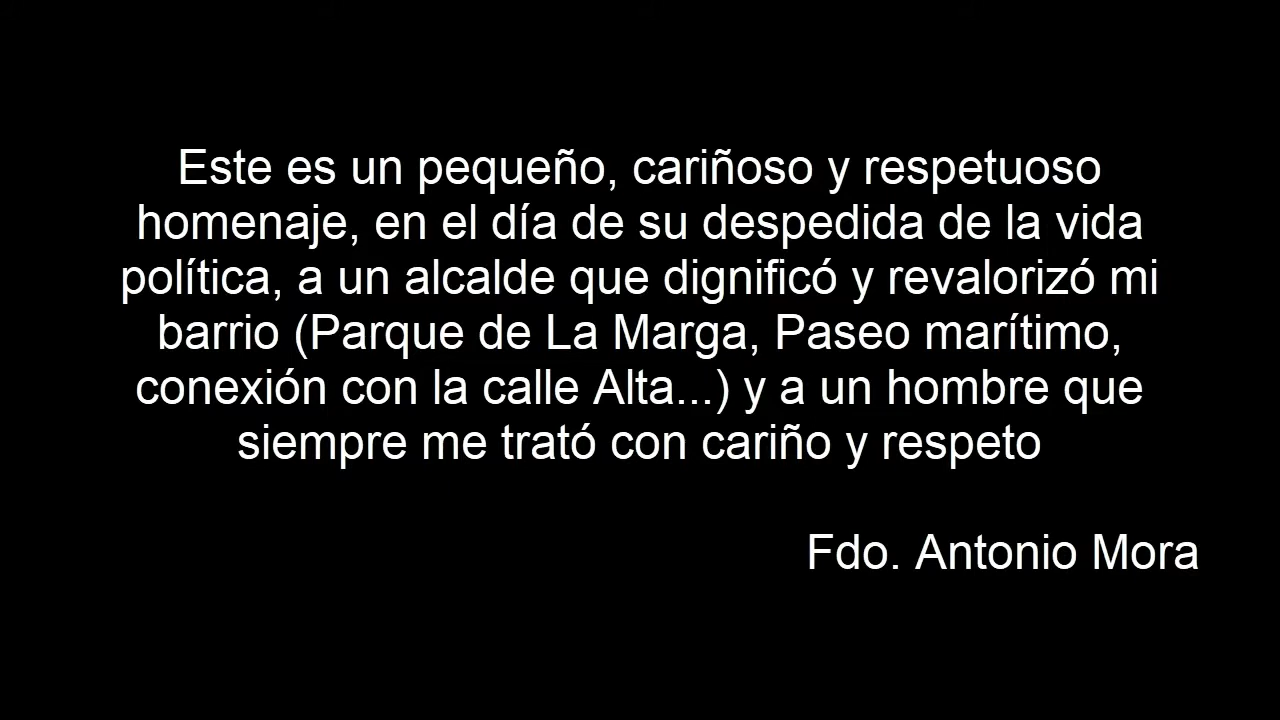 Este es un pequeño, cariñoso y respetuoso
homenaje, en el día de su despedida de la vida
política, a un alcalde que dignificó y revalorizó mi
barrio (Parque de La Marga, Paseo marítimo,
conexión con la calle Alta...) y a un hombre que
siempre me trató con cariño y respeto
Fdo. Antonio Mora